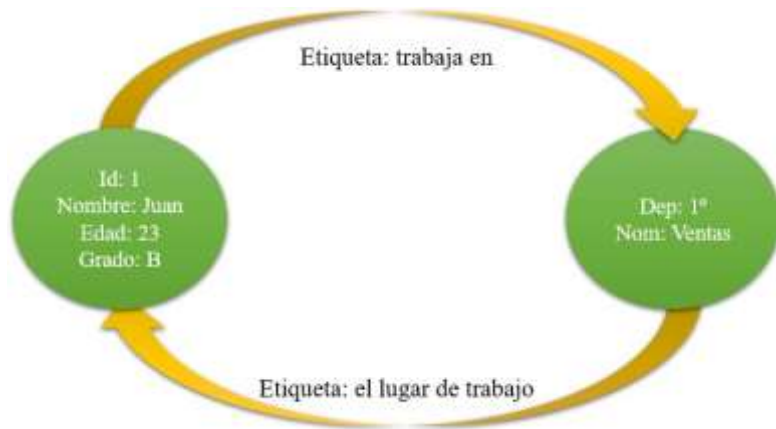 Etiqueta: trabaja en
Id: 1
Nombre: Juan
Edad: 23
Grado: B
Dep: 1º
Nom: Ventas
Etiqueta: el lugar de trabajo